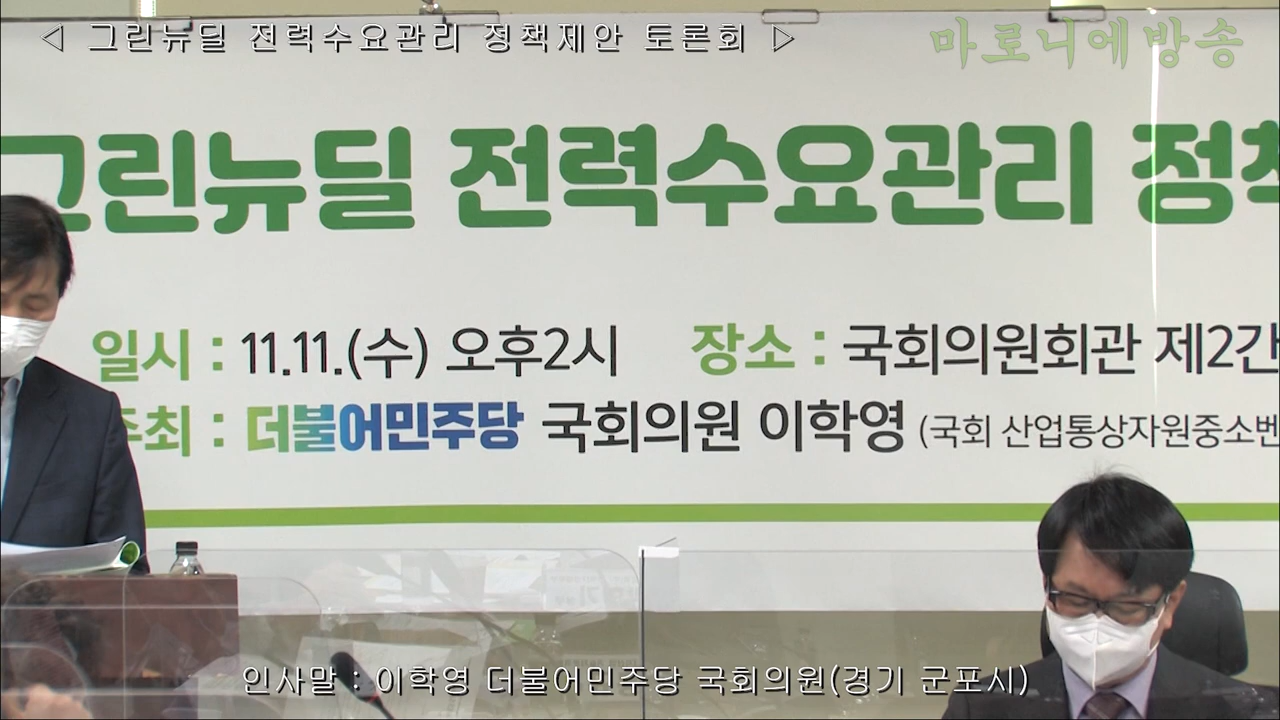 ◁ 그린뉴딜 전력수요관리 정책제안 토론회 ▷
마로니에방송
그린뉴딜 전력수요관리 정책
일시 : 11.11.(수) 오후2시 장소 : 국회의원회관 제2간
주최 : 더불어민주당 국회의원 이학영 (국회 산업통상자원중소벤
인사말 : 이학영 더불어민주당 국회의원(경기 군포시)